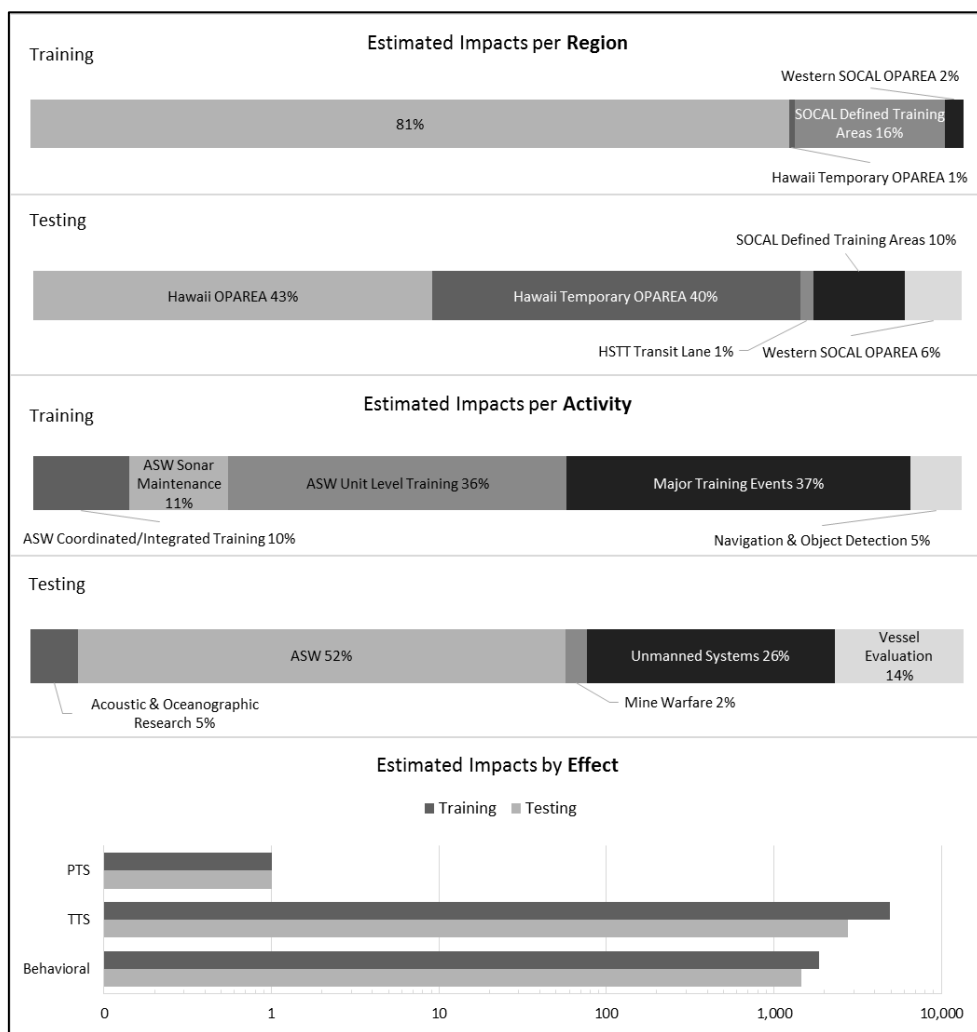 Estimated Impacts per Region
Training
Western SOCAL OPAREA 2%
81%
SOCAL Defined Training
Areas 16%
Hawaii Temporary OPAREA 1%
Testing
SOCAL Defined Training Areas 10%
Hawaii OPAREA 43%
Hawaii Temporary OPAREA 40%
HSTT Transit Lane 1%
Western SOCAL OPAREA 6%
Estimated Impacts per Activity
Training
ASW Sonar
Maintenance
11%
ASW Unit Level Training 36%
Major Training Events 37%
ASW Coordinated/Integrated Training 10%
Navigation & Object Detection 5%
Testing
ASW 52%
Unmanned Systems 26%
Vessel
Evaluation
14%
Acoustic & Oceanographic
Research 5%
Mine Warfare 2%
Estimated Impacts by Effect
Training
Testing
PTS
TTS
Behavioral
0
1
10
100
1,000
10,000